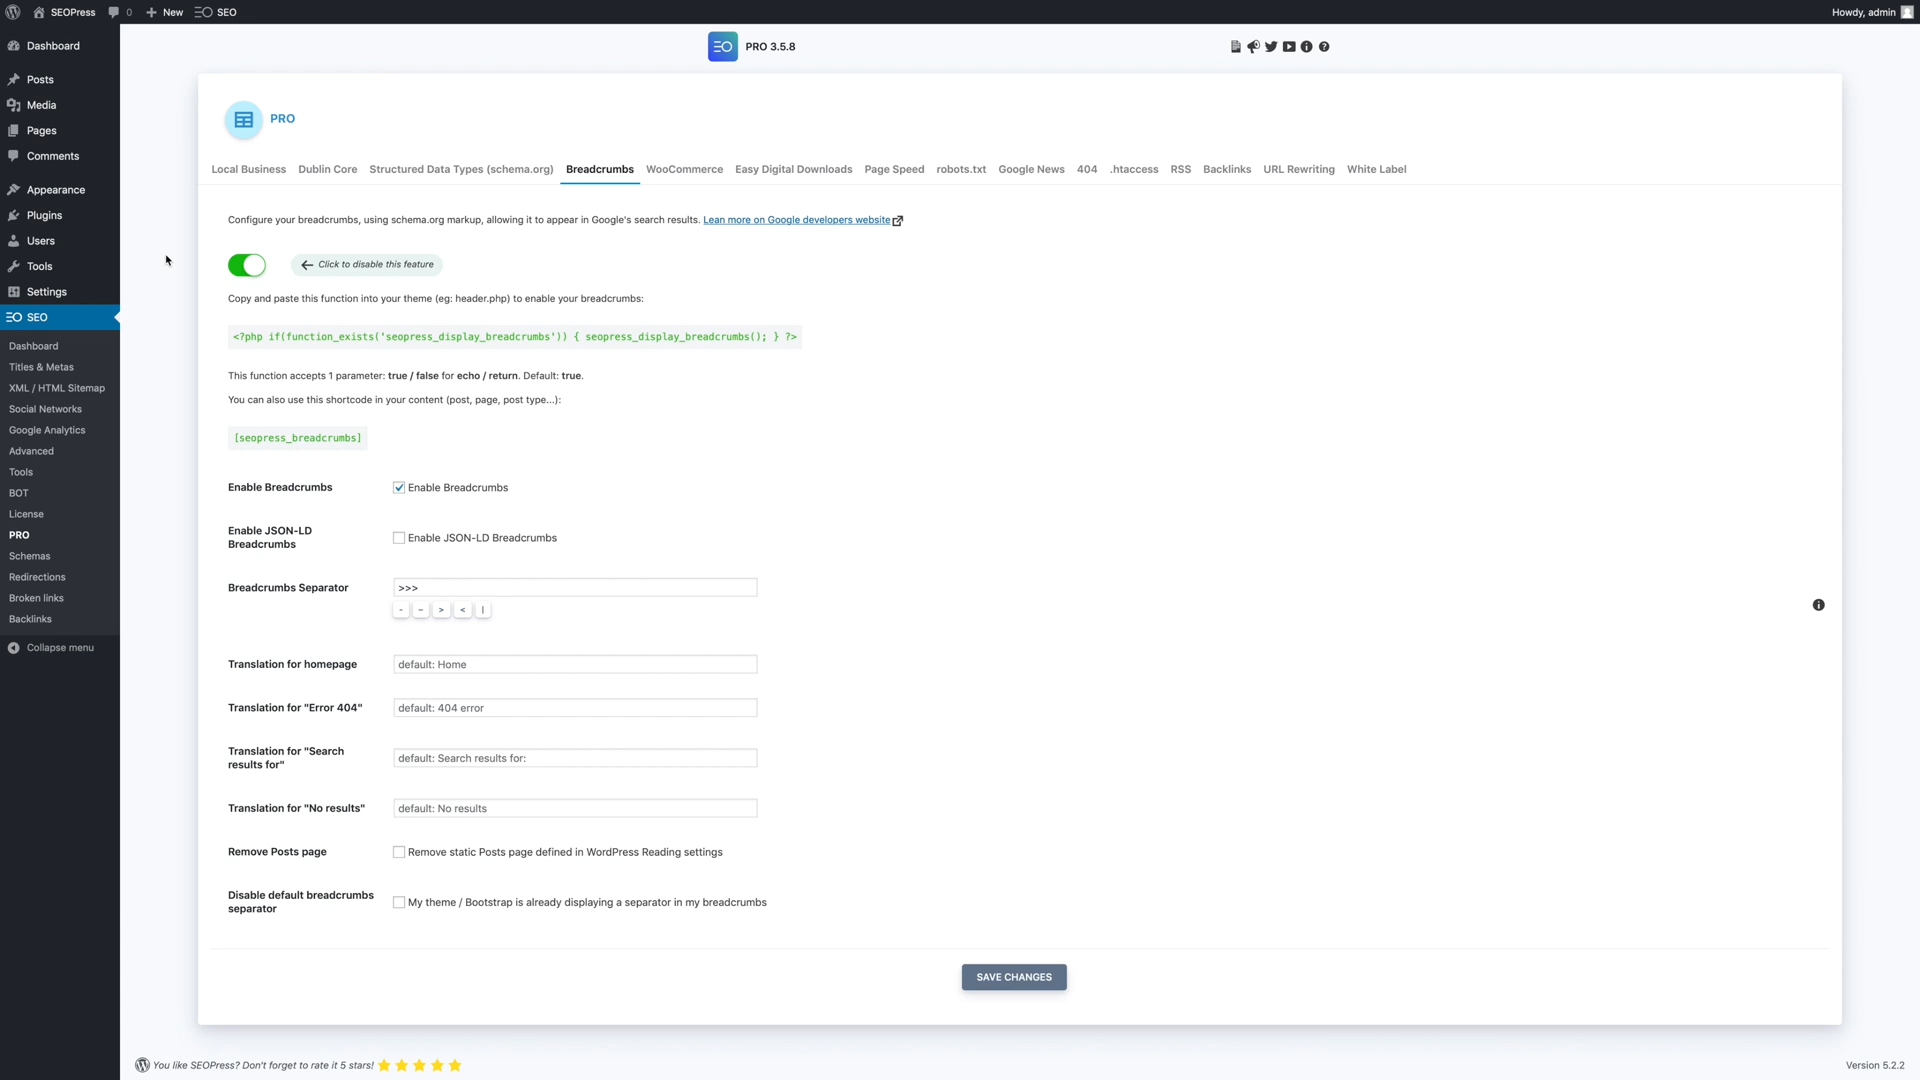 SEOPress 0 New SEO Howdy, admin
Dashboard
Posts
Media
Pages
Comments
Appearance
Plugins
Users
Tools
Settings
SEO
Dashboard
Titles & Metas
XML / HTML Sitemap
Social Networks
Google Analytics
Advanced
Tools
BOT
License
PRO
Schemas
Redirections
Broken links
Backlinks
Collapse menu
PRO 3.5.8
PRO
Local Business Dublin Core Structured Data Types (schema.org) Breadcrumbs WooCommerce Easy Digital Downloads Page Speed robots.txt Google News 404 .htaccess RSS Backlinks URL Rewriting White Label
Configure your breadcrumbs, using schema.org markup, allowing it to appear in Google's search results. Lean more on Google developers website
Click to disable this feature
Copy and paste this function into your theme (eg: header.php) to enable your breadcrumbs:
<?php if(function_exists('seopress_display_breadcrumbs')) { seopress_display_breadcrumbs(); } ?>
This function accepts 1 parameter: true / false for echo / return. Default: true.
You can also use this shortcode in your content (post, page, post type...):
[seopress_breadcrumbs]
Enable Breadcrumbs Enable Breadcrumbs
Enable JSON-LD
Breadcrumbs
Enable JSON-LD Breadcrumbs
Breadcrumbs Separator >>>
- – > < |
Translation for homepage default: Home
Translation for "Error 404" default: 404 error
Translation for "Search
results for"
default: Search results for:
Translation for "No results" default: No results
Remove Posts page Remove static Posts page defined in WordPress Reading settings
Disable default breadcrumbs
separator
My theme / Bootstrap is already displaying a separator in my breadcrumbs
SAVE CHANGES
You like SEOPress? Don't forget to rate it 5 stars!
Version 5.2.2